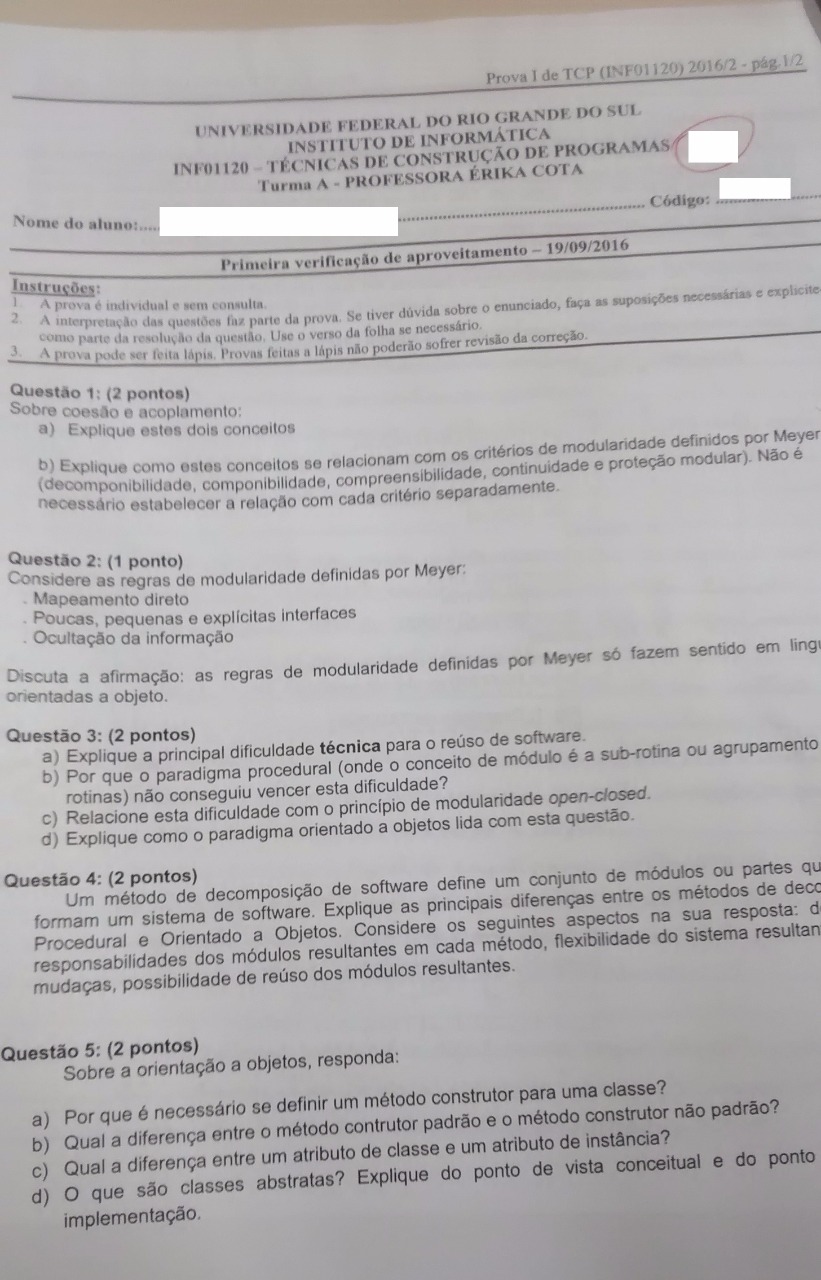 Prova I de TCP (INF01120) 2016/2 - pág.1/2
UNIVERSIDADE FEDERAL DO RIO GRANDE DO SUL
INSTITUTO DE INFORMÁTICA
INF01120 – TÉCNICAS DE CONSTRUÇÃO DE PROGRAMAS
Turma A - PROFESSORA ÉRIKA COTA
Nome do aluno:..... Código: ..........
Primeira verificação de aproveitamento – 19/09/2016
Instruções:
1. A prova é individual e sem consulta.
2. A interpretação das questões faz parte da prova. Se tiver dúvida sobre o enunciado, faça as suposições necessárias e explicite
como parte da resolução da questão. Use o verso da folha se necessário.
3. A prova pode ser feita lápis. Provas feitas a lápis não poderão sofrer revisão da correção.
Questão 1: (2 pontos)
Sobre coesão e acoplamento:
a) Explique estes dois conceitos
b) Explique como estes conceitos se relacionam com os critérios de modularidade definidos por Meyer
(decomponibilidade, componibilidade, compreensibilidade, continuidade e proteção modular). Não é
necessário estabelecer a relação com cada critério separadamente.
Questão 2: (1 ponto)
Considere as regras de modularidade definidas por Meyer:
. Mapeamento direto
. Poucas, pequenas e explícitas interfaces
. Ocultação da informação
Discuta a afirmação: as regras de modularidade definidas por Meyer só fazem sentido em
orientadas a objeto.
Questão 3: (2 pontos)
a) Explique a principal dificuldade técnica para o reúso de software.
b) Por que o paradigma procedural (onde o conceito de módulo é a sub-rotina ou agrupamento
rotinas) não conseguiu vencer esta dificuldade?
c) Relacione esta dificuldade com o princípio de modularidade open-closed.
d) Explique como o paradigma orientado a objetos lida com esta questão.
Questão 4: (2 pontos)
Um método de decomposição de software define um conjunto de módulos ou partes qu
formam um sistema de software. Explique as principais diferenças entre os métodos de deco
Procedural e Orientado a Objetos. Considere os seguintes aspectos na sua resposta: d
responsabilidades dos módulos resultantes em cada método, flexibilidade do sistema resultan
mudaças, possibilidade de reúso dos módulos resultantes.
Questão 5: (2 pontos)
Sobre a orientação a objetos, responda:
a) Por que é necessário se definir um método construtor para uma classe?
b) Qual a diferença entre o método contrutor padrão e o método construtor não padrão?
c) Qual a diferença entre um atributo de classe e um atributo de instância?
d) O que são classes abstratas? Explique do ponto de vista conceitual e do ponto
implementação.